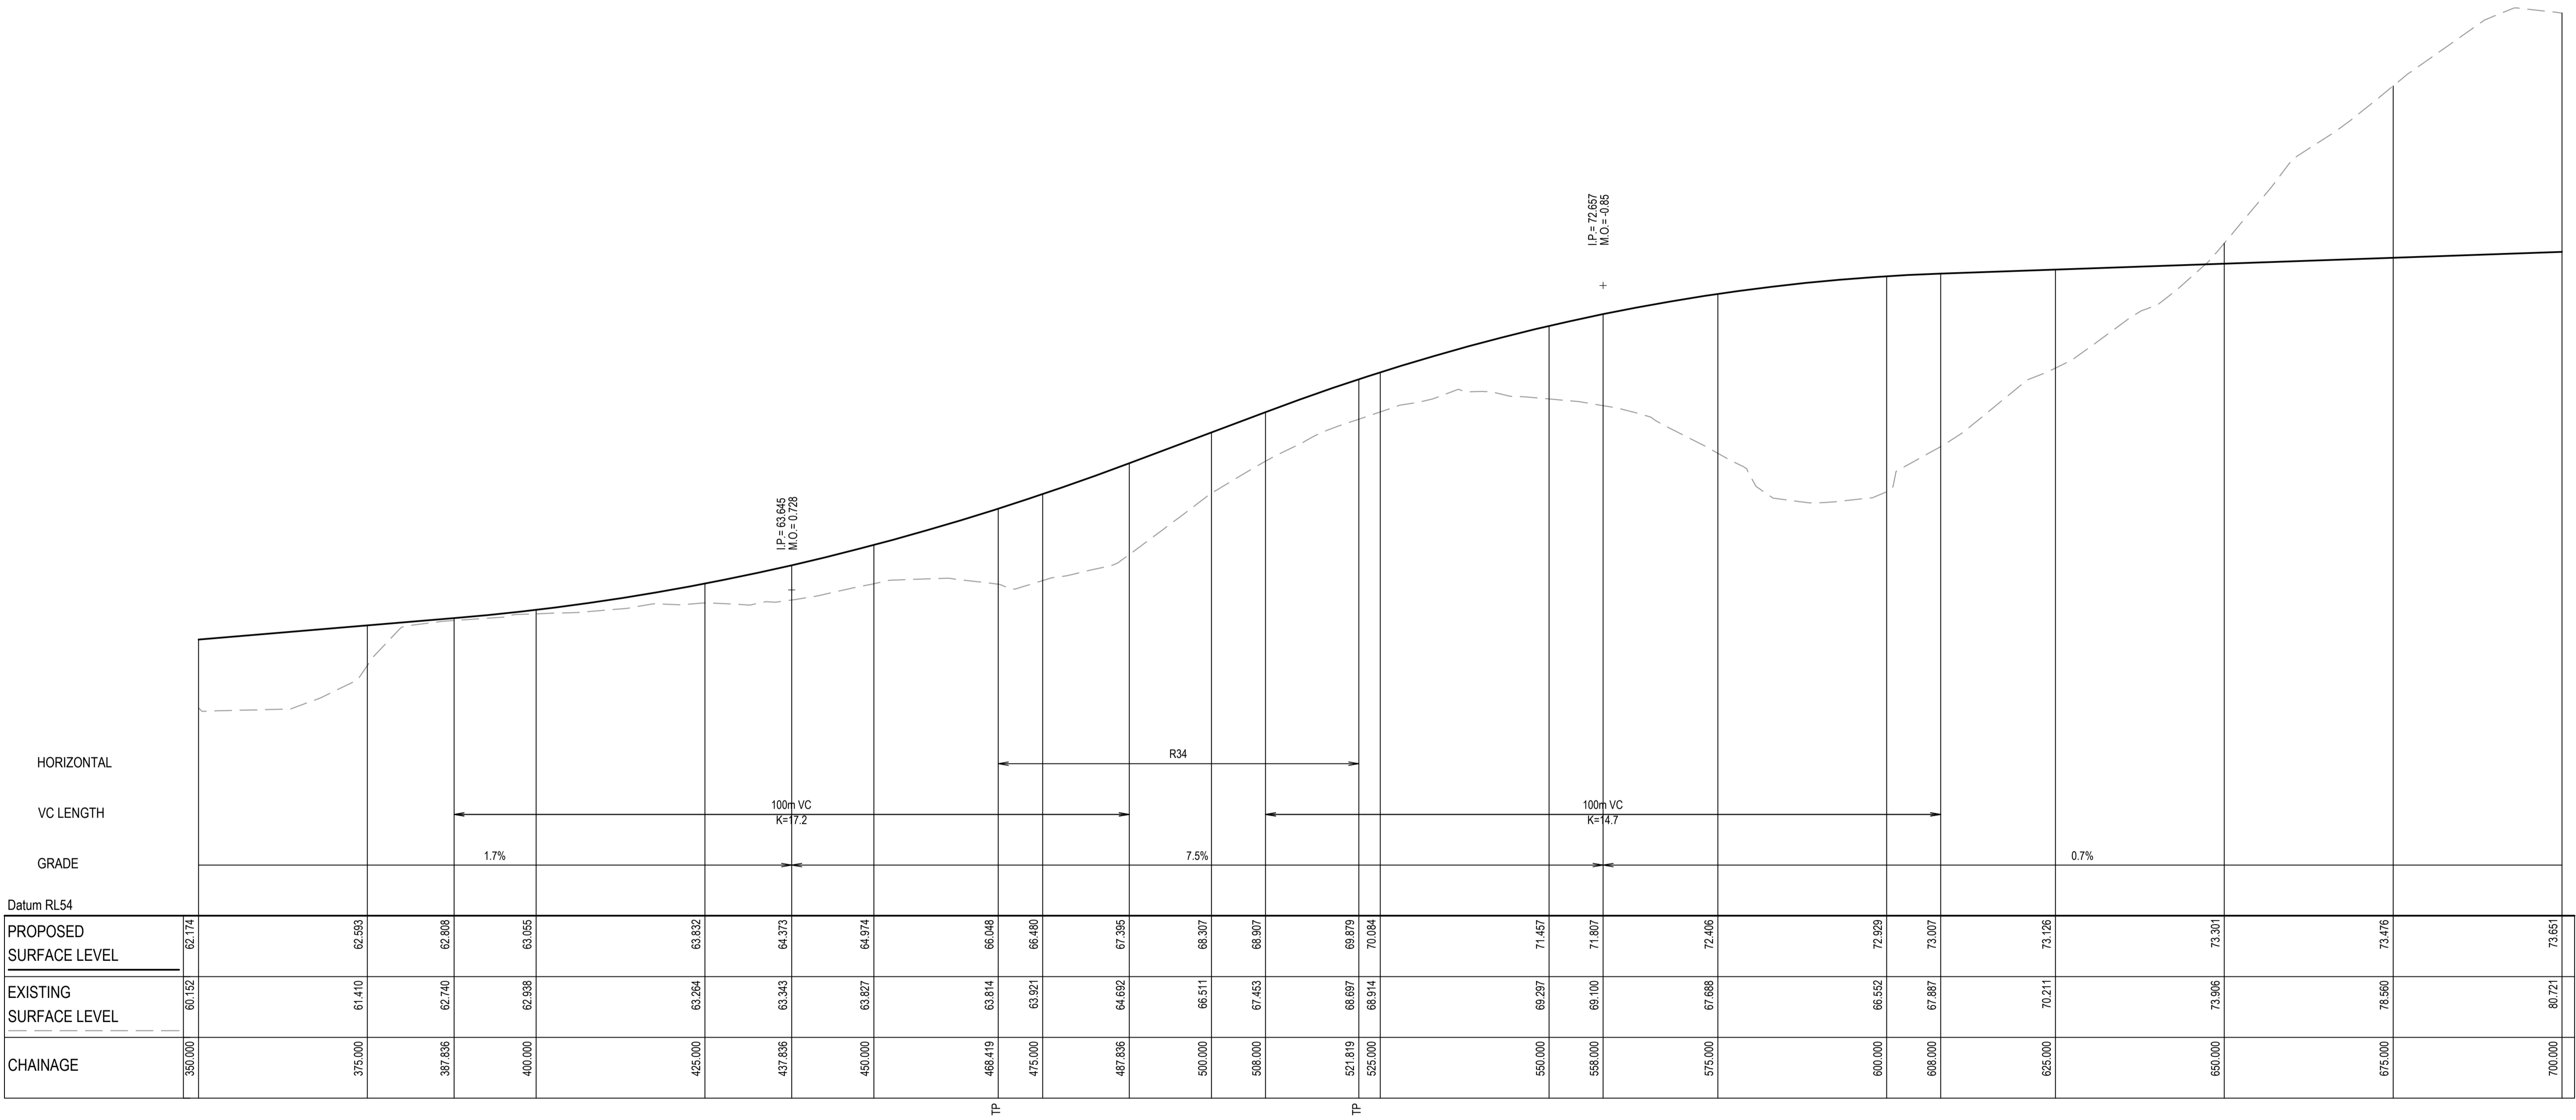 I.P.= 72.657
M.O.= -0.85
I.P.= 63.645
M.O.= 0.728
HORIZONTAL
R34
VC LENGTH
100m VC
K=17.2
100m VC
K=14.7
GRADE
1.7%
7.5%
0.7%
Datum RL54
PROPOSED
SURFACE LEVEL
62.174 62.593 62.808 63.055 63.832 64.373 64.974 66.048 66.480 67.395 68.307 68.907 69.879 70.084 71.457 71.807 72.406 72.929 73.007 73.126 73.301 73.476 73.651
EXISTING
SURFACE LEVEL
60.152 61.410 62.740 62.938 63.264 63.343 63.827 63.814 63.921 64.692 66.511 67.453 68.697 68.914 69.297 69.100 67.688 66.552 67.887 70.211 73.906 78.560 80.721
CHAINAGE
350.000 375.000 387.836 400.000 425.000 437.836 450.000 468.419 475.000 487.836 500.000 508.000 521.819 525.000 550.000 558.000 575.000 600.000 608.000 625.000 650.000 675.000 700.000
TP
TP